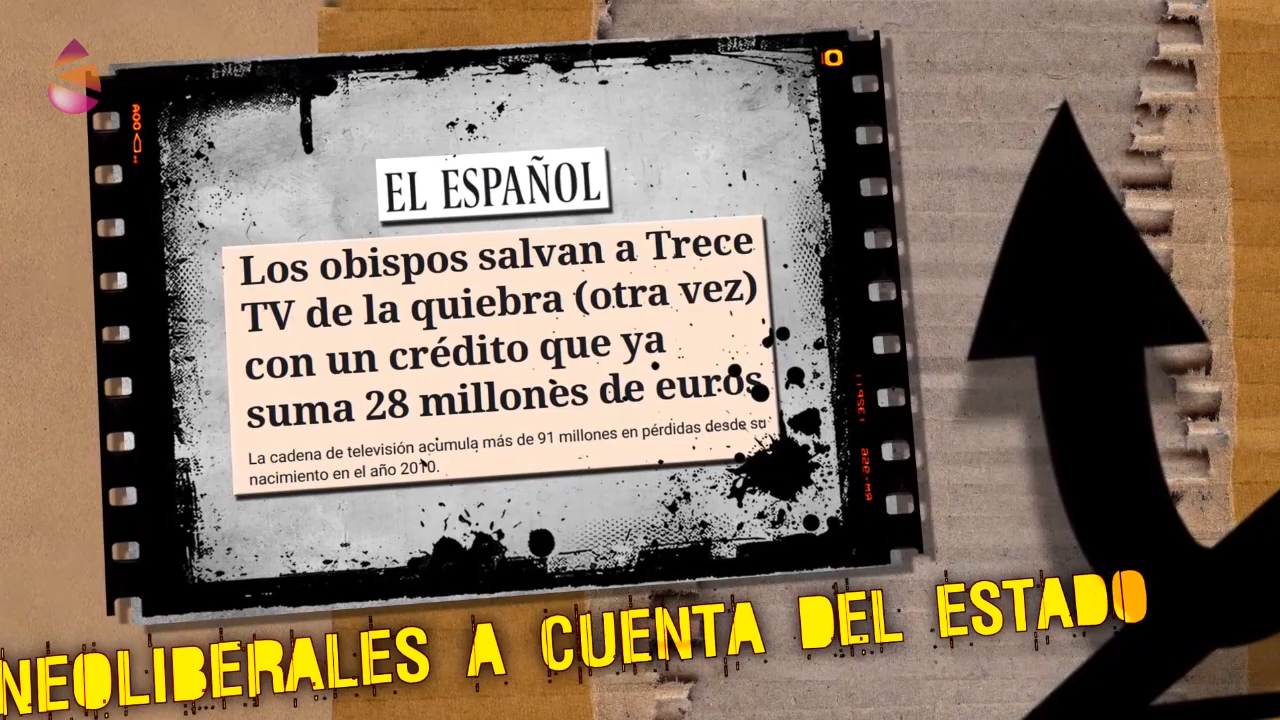 EL ESPAÑOL
Los obispos salvan a Trece
TV de la quiebra (otra vez)
con un crédito que ya
suma 28 millones de euros
La cadena de televisión acumula más de 91 millones en pérdidas desde su
nacimiento en el año 2010.
NEOLIBERALES A CUENTA DEL ESTADO